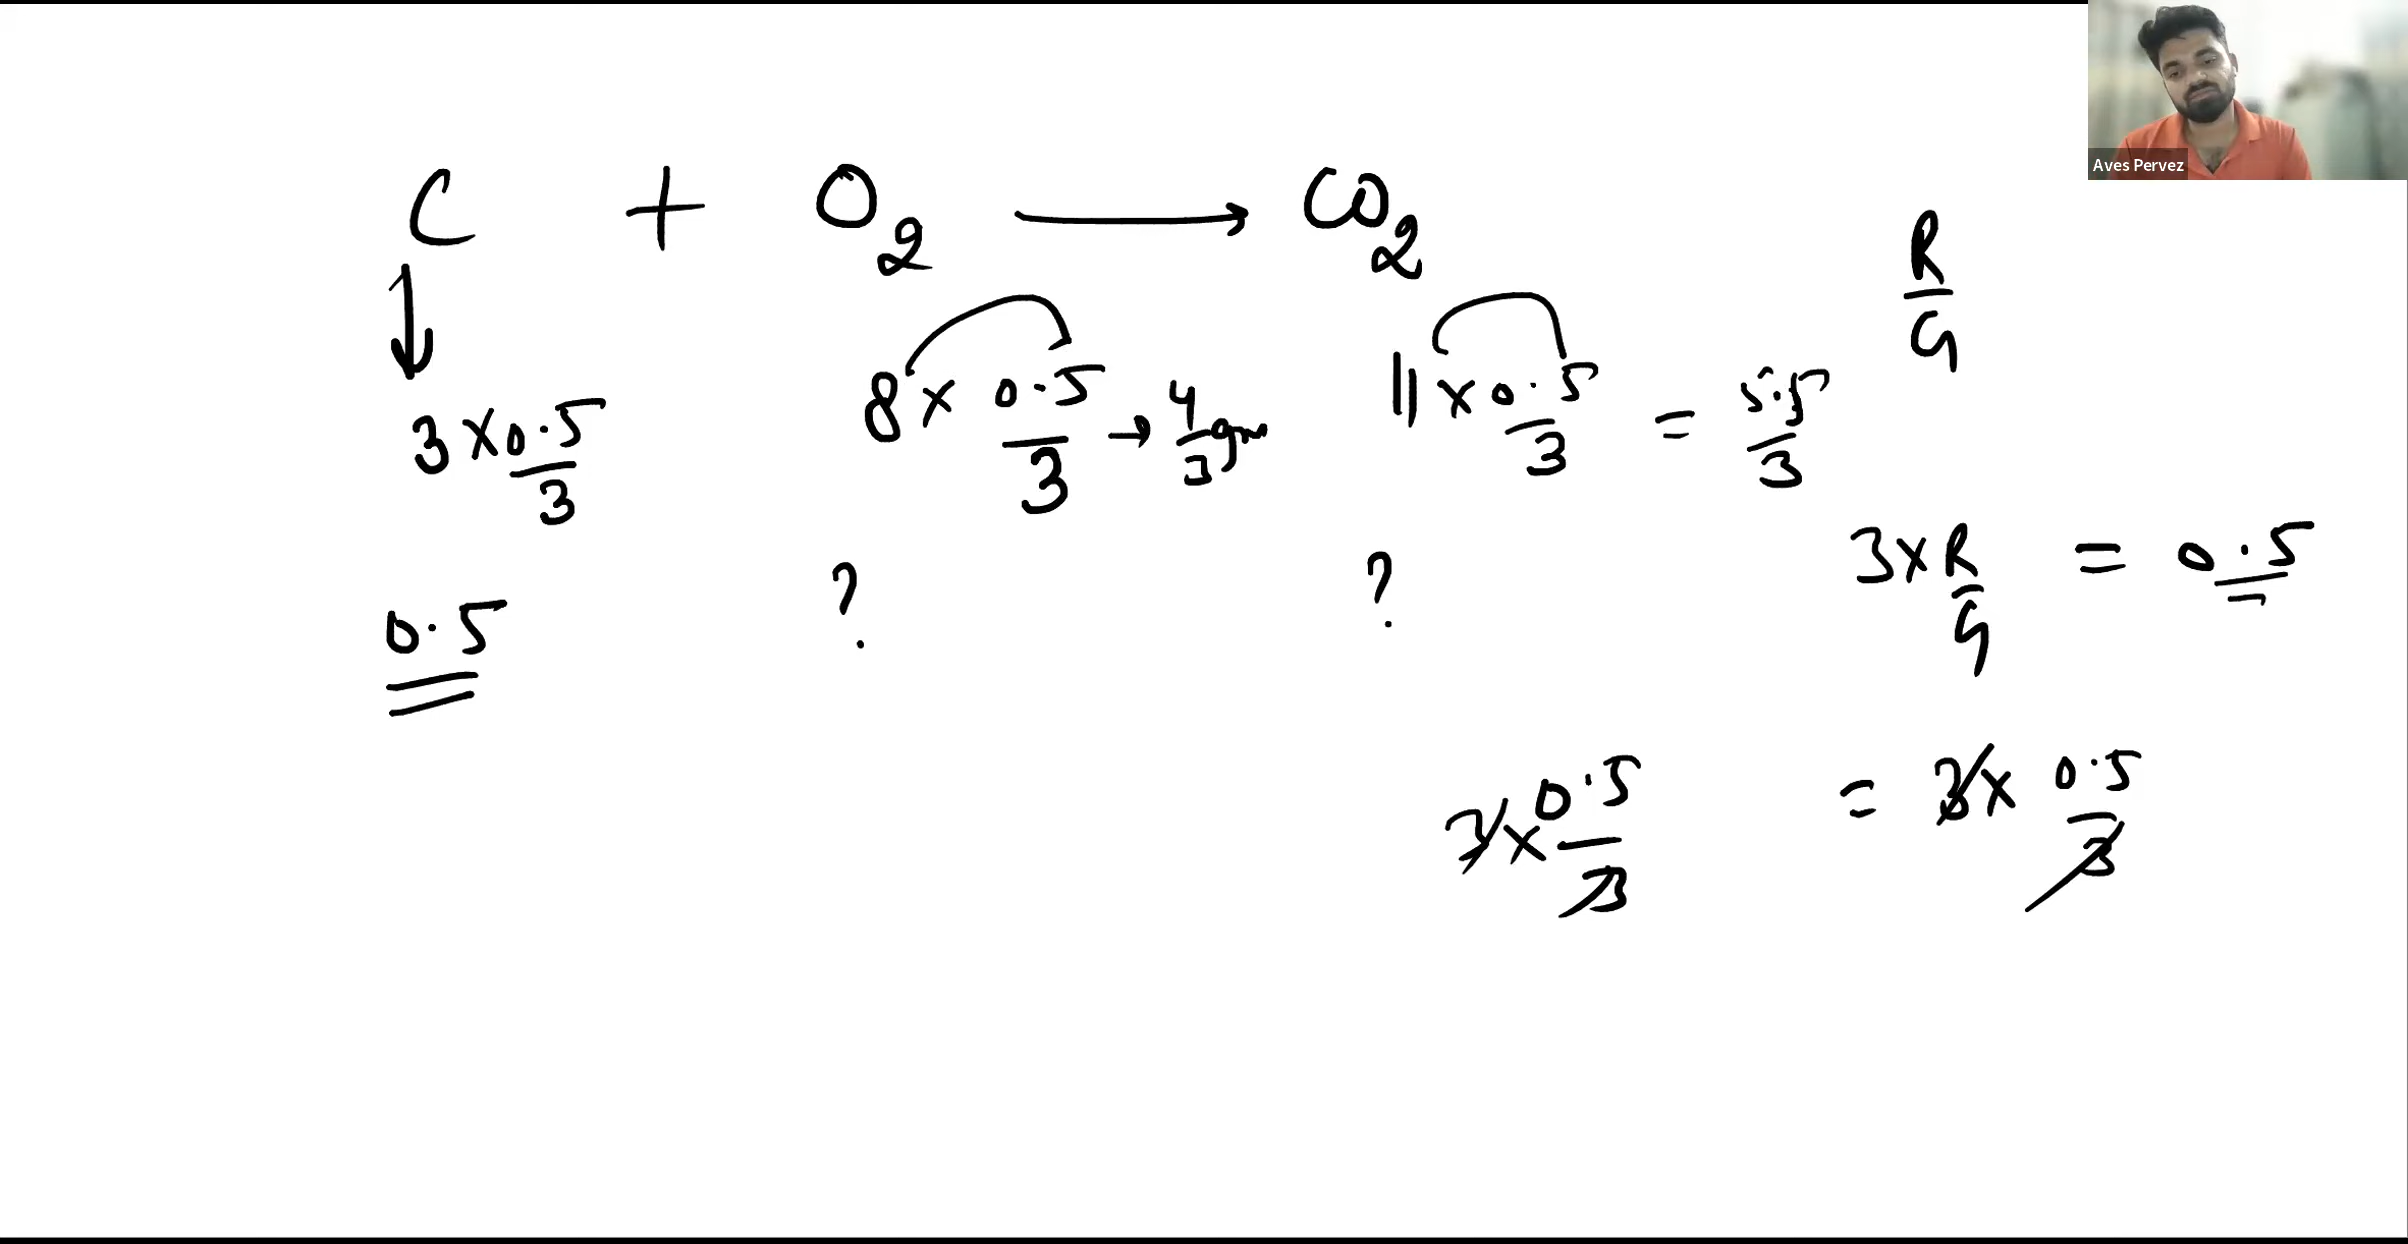 Aves Pervez
C + O₂ → CO₂
R/G
3 × 0.5/3
8 × 0.5/3 → 4/3 gm
11 × 0.5/3 = 5.5/3
3 × R/G = 0.5
0.5 ? ?
3 × 0.5/3 = 3 × 0.5/3